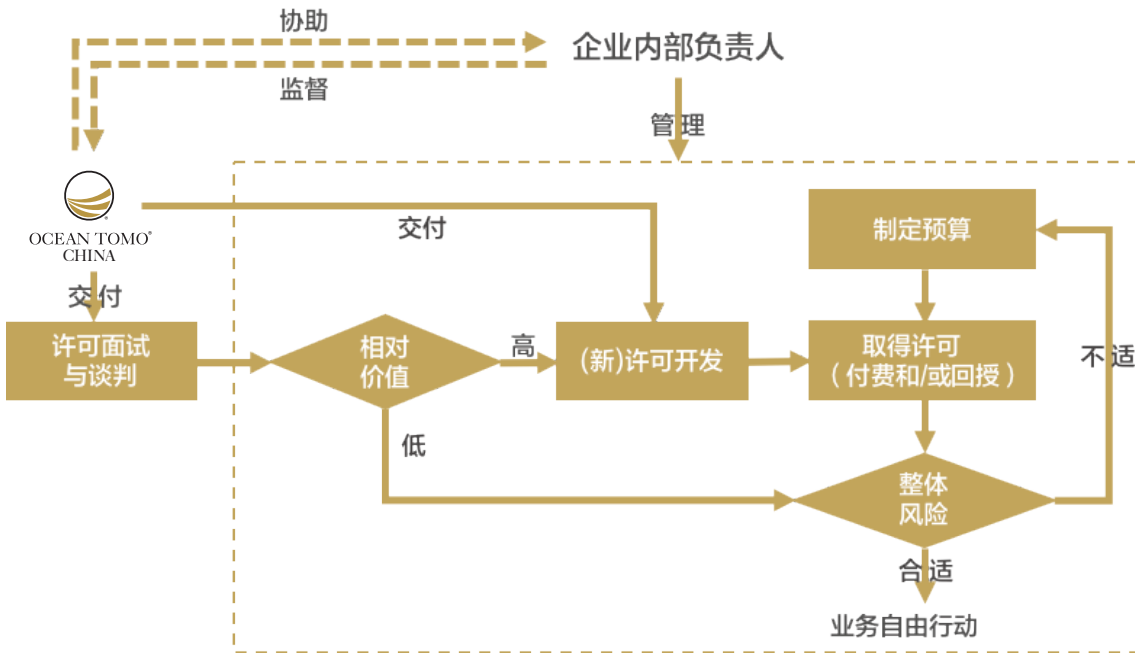 协助
企业内部负责人
监督
管理
OCEAN TOMO®
CHINA
交付
交付
制定预算
许可面试
与谈判
相对
价值
高
(新)许可开发
取得许可
(付费和/或回授)
不适
低
整体
风险
合适
业务自由行动